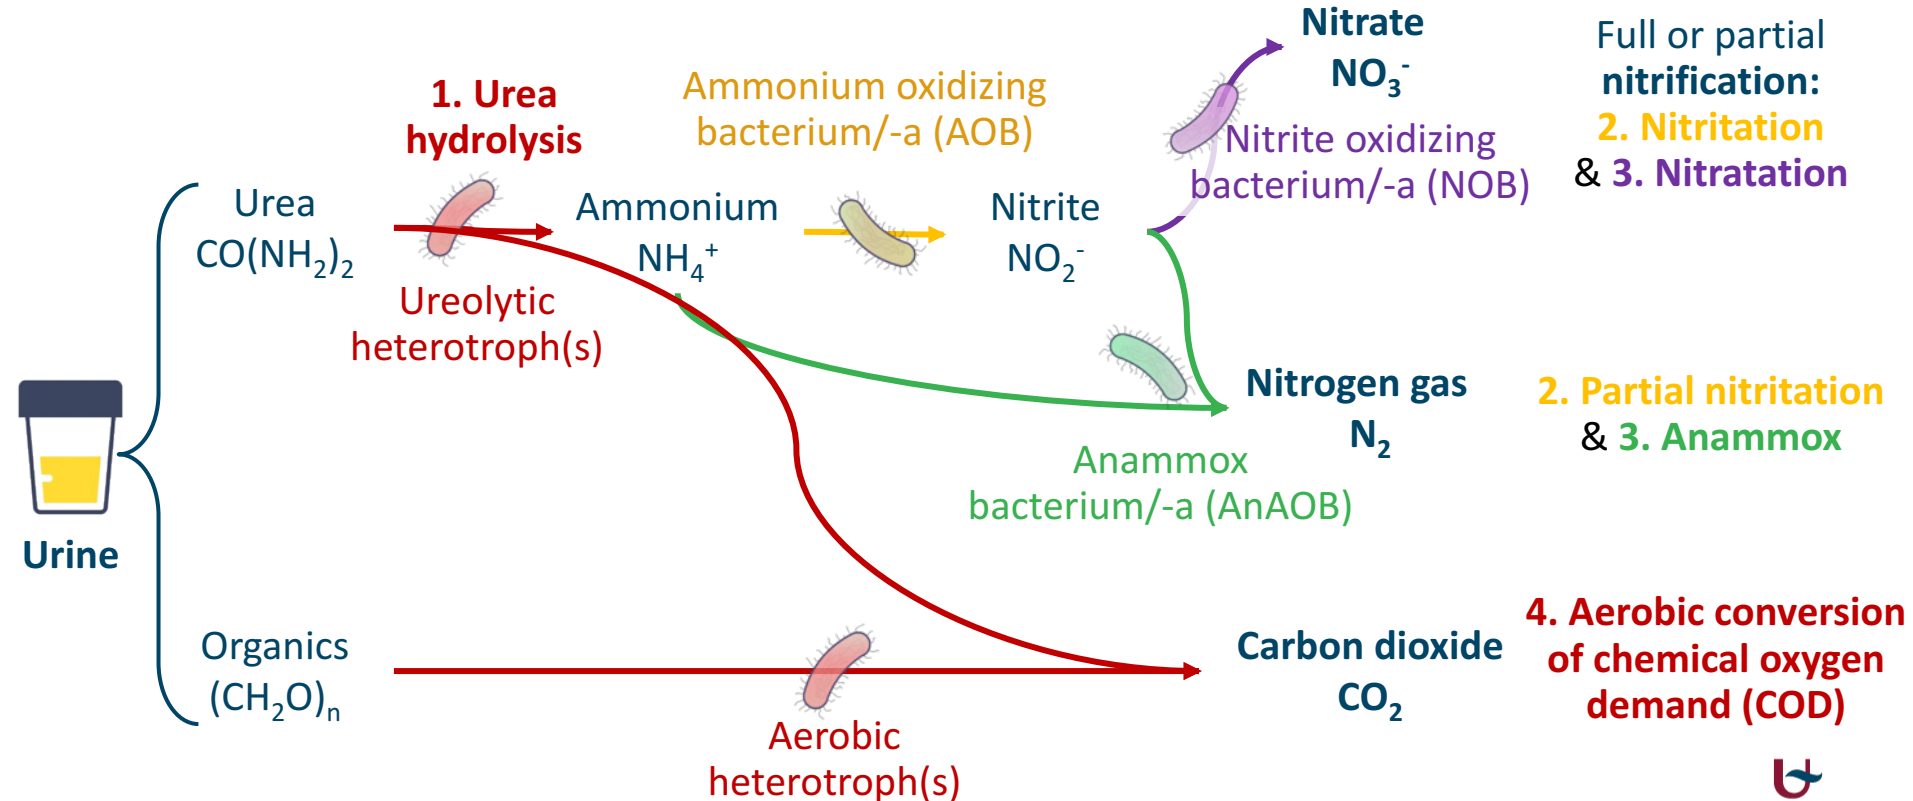 Nitrate
NO₃⁻
Full or partial
nitrification:
2. Nitritation
& 3. Nitratation
1. Urea
hydrolysis
Ammonium oxidizing
bacterium/-a (AOB)
Nitrite oxidizing
bacterium/-a (NOB)
Urea
CO(NH₂)₂
Ammonium
NH₄⁺
Nitrite
NO₂⁻
Ureolytic
heterotroph(s)
Nitrogen gas
N₂
2. Partial nitritation
& 3. Anammox
Anammox
bacterium/-a (AnAOB)
Urine
Organics
(CH₂O)ₙ
Carbon dioxide
CO₂
4. Aerobic conversion
of chemical oxygen
demand (COD)
Aerobic
heterotroph(s)